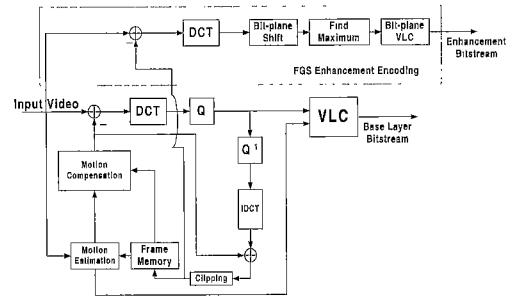 DCT
Bit-plane
Shift
Find
Maximum
Bit-plane
VLC
Enhancement
Bitstream
FGS Enhancement Encoding
Input Video
DCT
Q
VLC
Base Layer
Bitstream
Q⁻¹
Motion
Compensation
IDCT
Motion
Estimation
Frame
Memory
Clipping